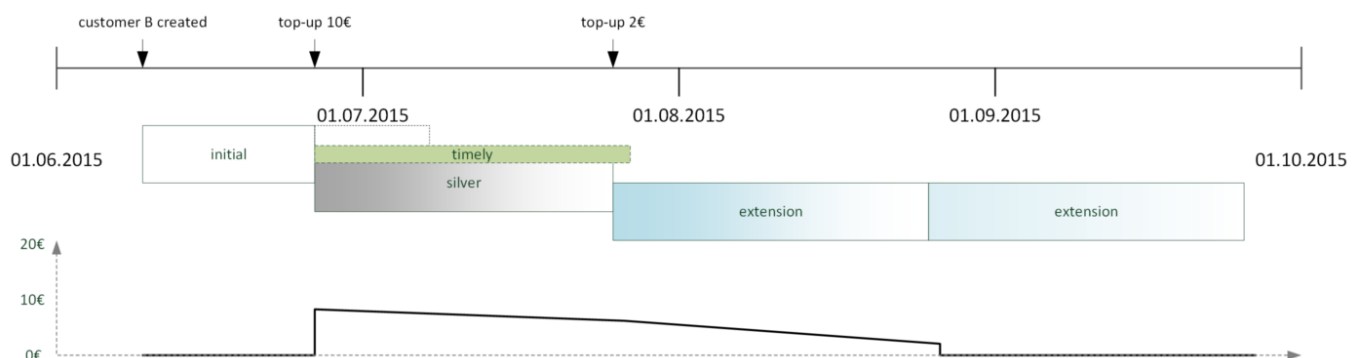 customer B created top-up 10€ top-up 2€
01.07.2015 01.08.2015 01.09.2015
01.06.2015 initial timely 01.10.2015
silver
extension extension
20€
10€
0€